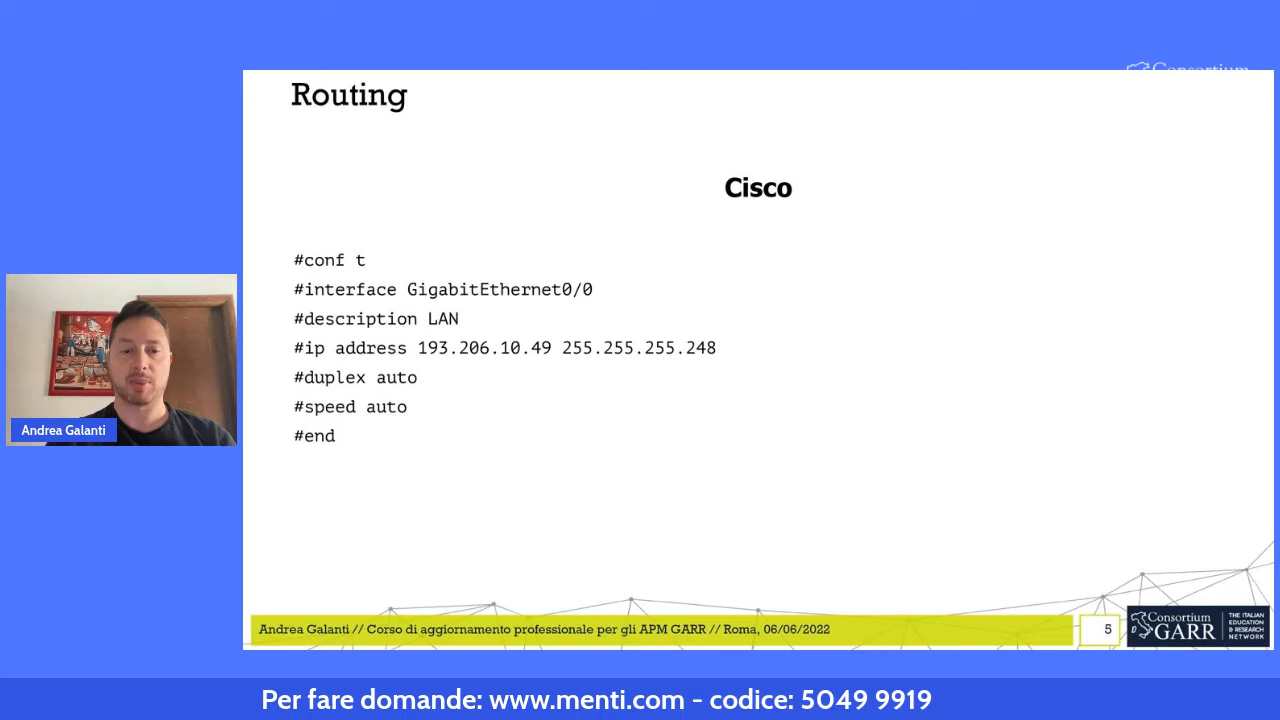 Consortium
Routing
Cisco
#conf t
#interface GigabitEthernet0/0
#description LAN
#ip address 193.206.10.49 255.255.255.248
#duplex auto
#speed auto
#end
Andrea Galanti
Andrea Galanti // Corso di aggiornamento professionale per gli APM GARR // Roma, 06/06/2022
5
Consortium
GARR
THE ITALIAN
EDUCATION
& RESEARCH
NETWORK
Per fare domande: www.menti.com - codice: 5049 9919